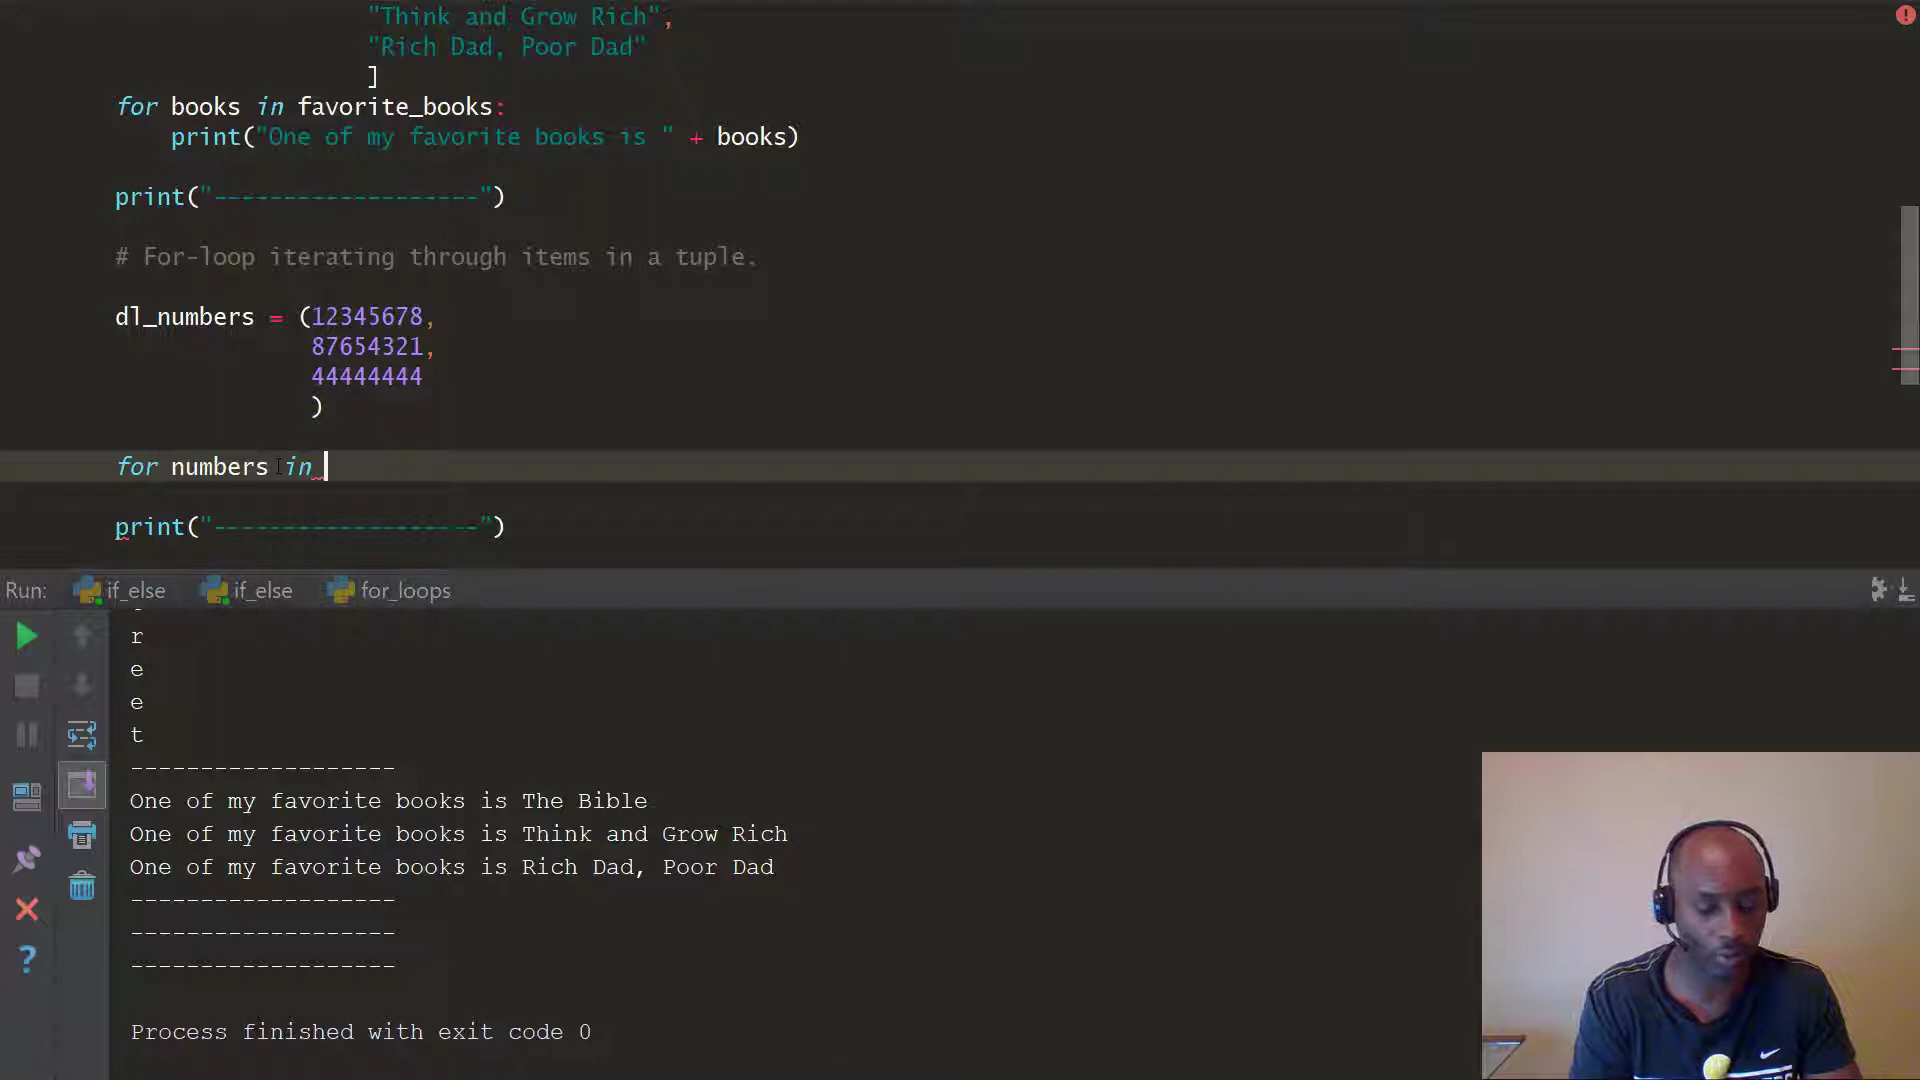 "Think and Grow Rich",
"Rich Dad, Poor Dad"
]
for books in favorite_books:
print("One of my favorite books is " + books)
print("-------------------")
# For-loop iterating through items in a tuple.
dl_numbers = (12345678,
87654321,
44444444
)
for numbers in
print("-------------------")
Run: if_else if_else for_loops
r
e
e
t
-------------------
One of my favorite books is The Bible
One of my favorite books is Think and Grow Rich
One of my favorite books is Rich Dad, Poor Dad
-------------------
-------------------
-------------------
Process finished with exit code 0